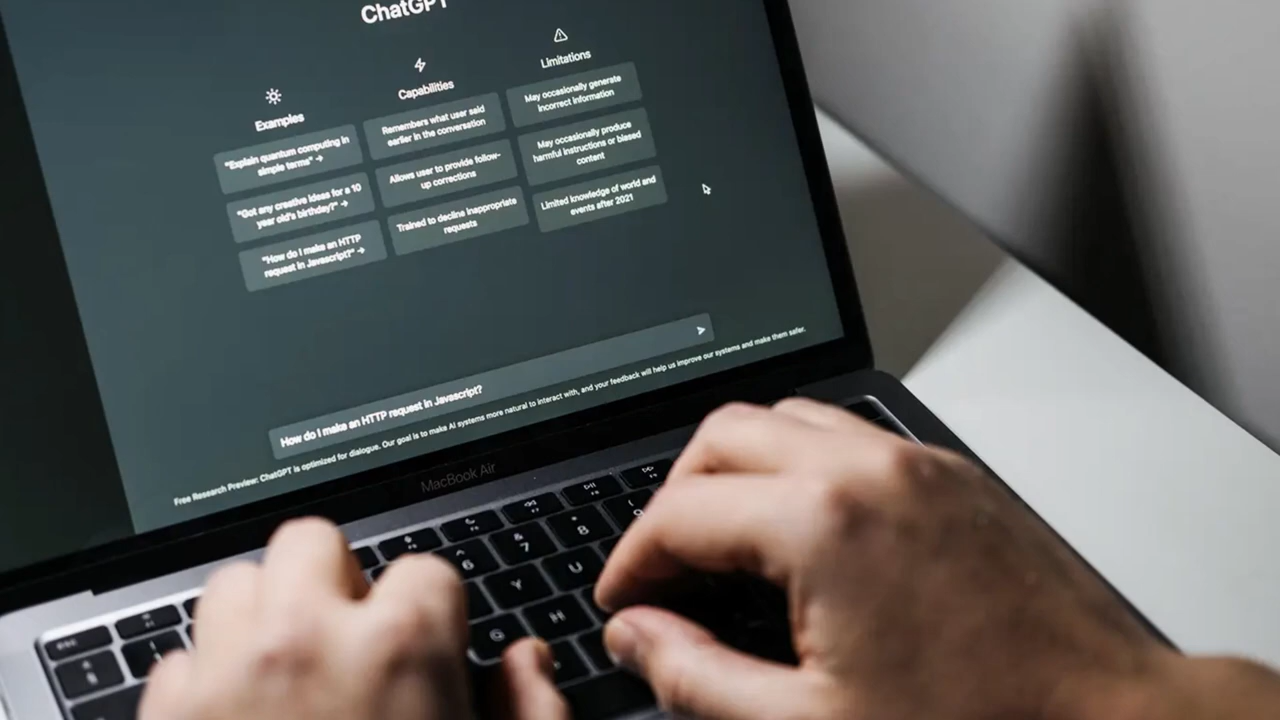 ChatGPT
Examples
"Explain quantum computing in
simple terms" →
"Got any creative ideas for a 10
year old's birthday?" →
"How do I make an HTTP
request in Javascript?" →
Capabilities
Remembers what user said
earlier in the conversation
Allows user to provide follow-
up corrections
Trained to decline inappropriate
requests
Limitations
May occasionally generate
incorrect information
May occasionally produce
harmful instructions or biased
content
Limited knowledge of world and
events after 2021
How do I make an HTTP request in Javascript?
Free Research Preview: ChatGPT is optimized for dialogue. Our goal is to make AI systems more natural to interact with, and your feedback will help us improve our systems and make them safer.
MacBook Air
esc
^ 6
& 7
* 8
( 9
Y
U
G
H